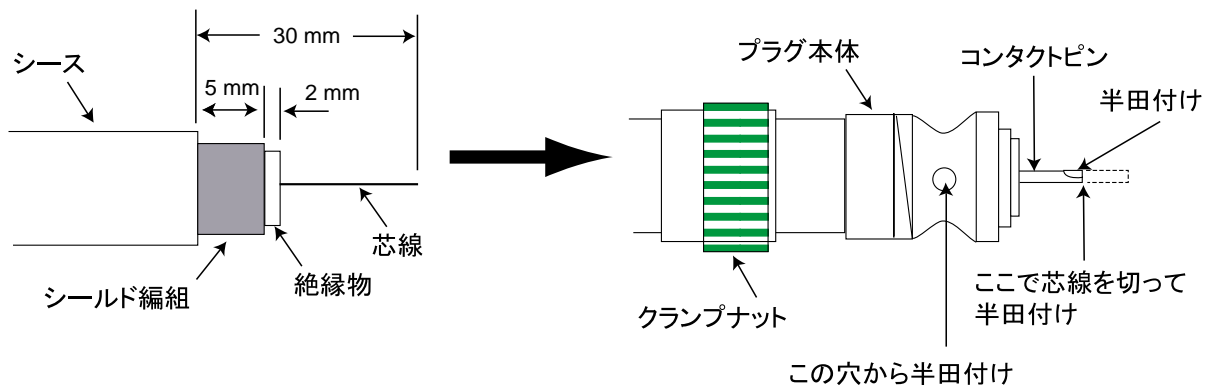 30 mm
シース
5 mm
2 mm
芯線
絶縁物
シールド編組
プラグ本体
コンタクトピン
半田付け
クランプナット
ここで芯線を切って
半田付け
この穴から半田付け